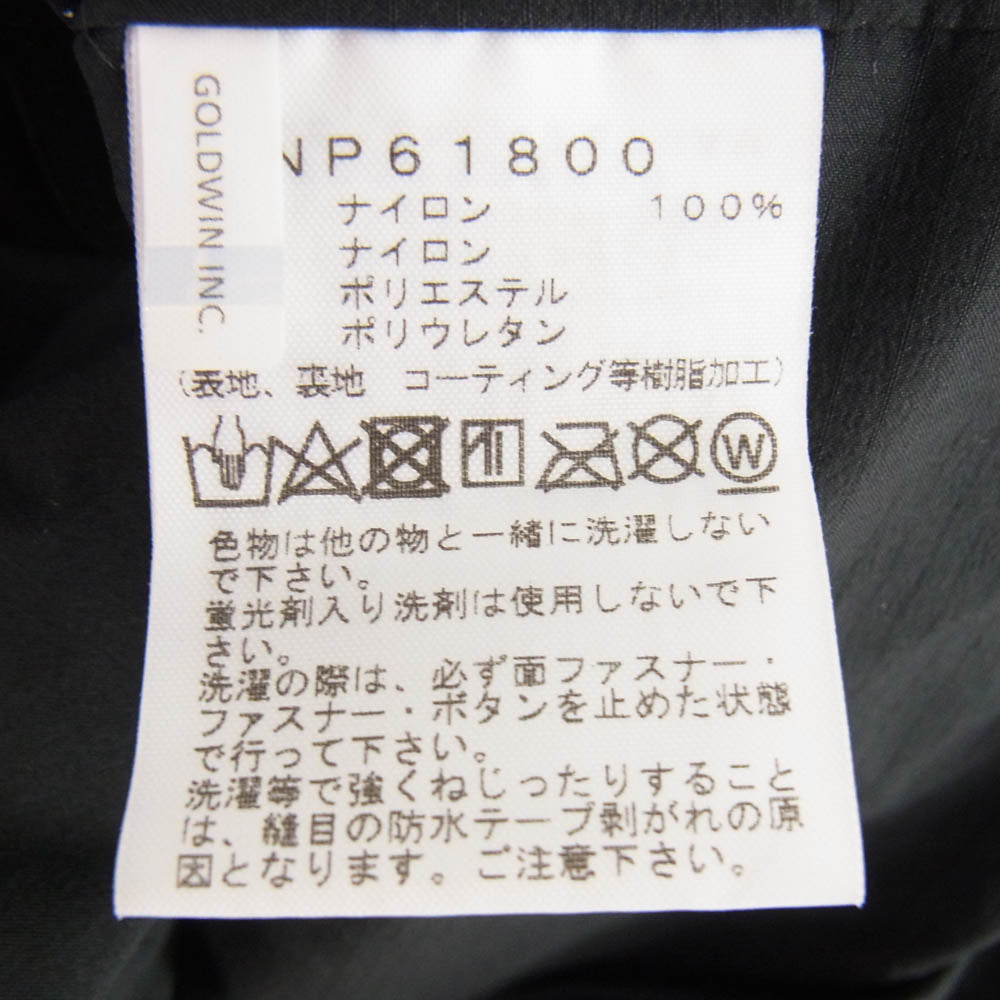 GOLDWIN INC.
NP61800
ナイロン 100%
ナイロン
ポリエステル
ポリウレタン
(表地、裏地 コーティング等樹脂加工)
W
色物は他の物と一緒に洗濯しない
で下さい。
蛍光剤入り洗剤は使用しないで下
さい。
洗濯の際は、必ず面ファスナー・
ファスナー・ボタンを止めた状態
で行って下さい。
洗濯等で強くねじったりすること
は、縫目の防水テープ剥がれの原
因となります。ご注意下さい。